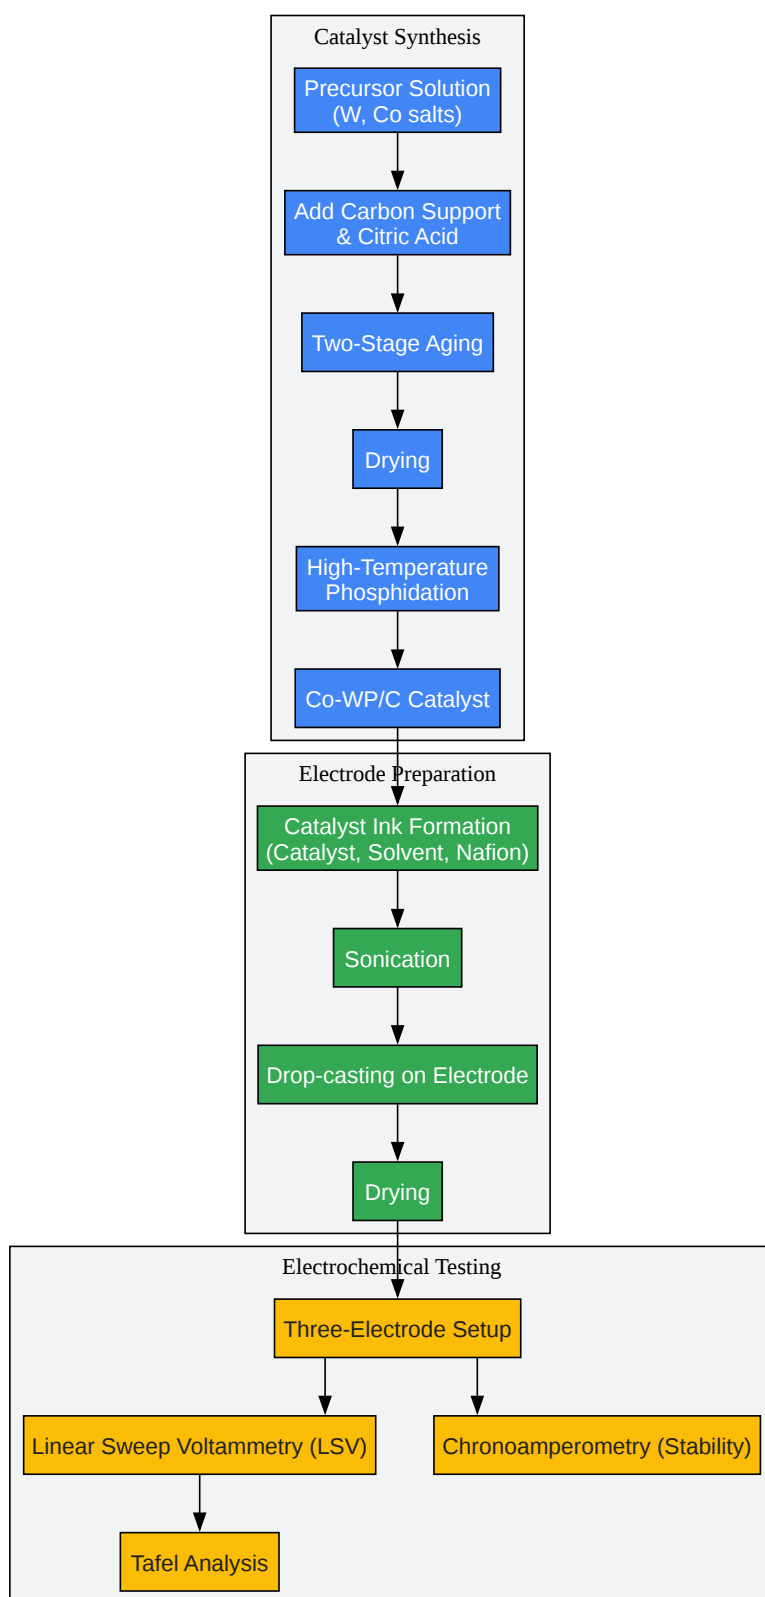 Catalyst Synthesis
Precursor Solution
(W, Co salts)
Add Carbon Support
& Citric Acid
Two-Stage Aging
Drying
High-Temperature
Phosphidation
Co-WP/C Catalyst
Electrode Preparation
Catalyst Ink Formation
(Catalyst, Solvent, Nafion)
Sonication
Drop-casting on Electrode
Drying
Electrochemical Testing
Three-Electrode Setup
Linear Sweep Voltammetry (LSV)
Chronoamperometry (Stability)
Tafel Analysis